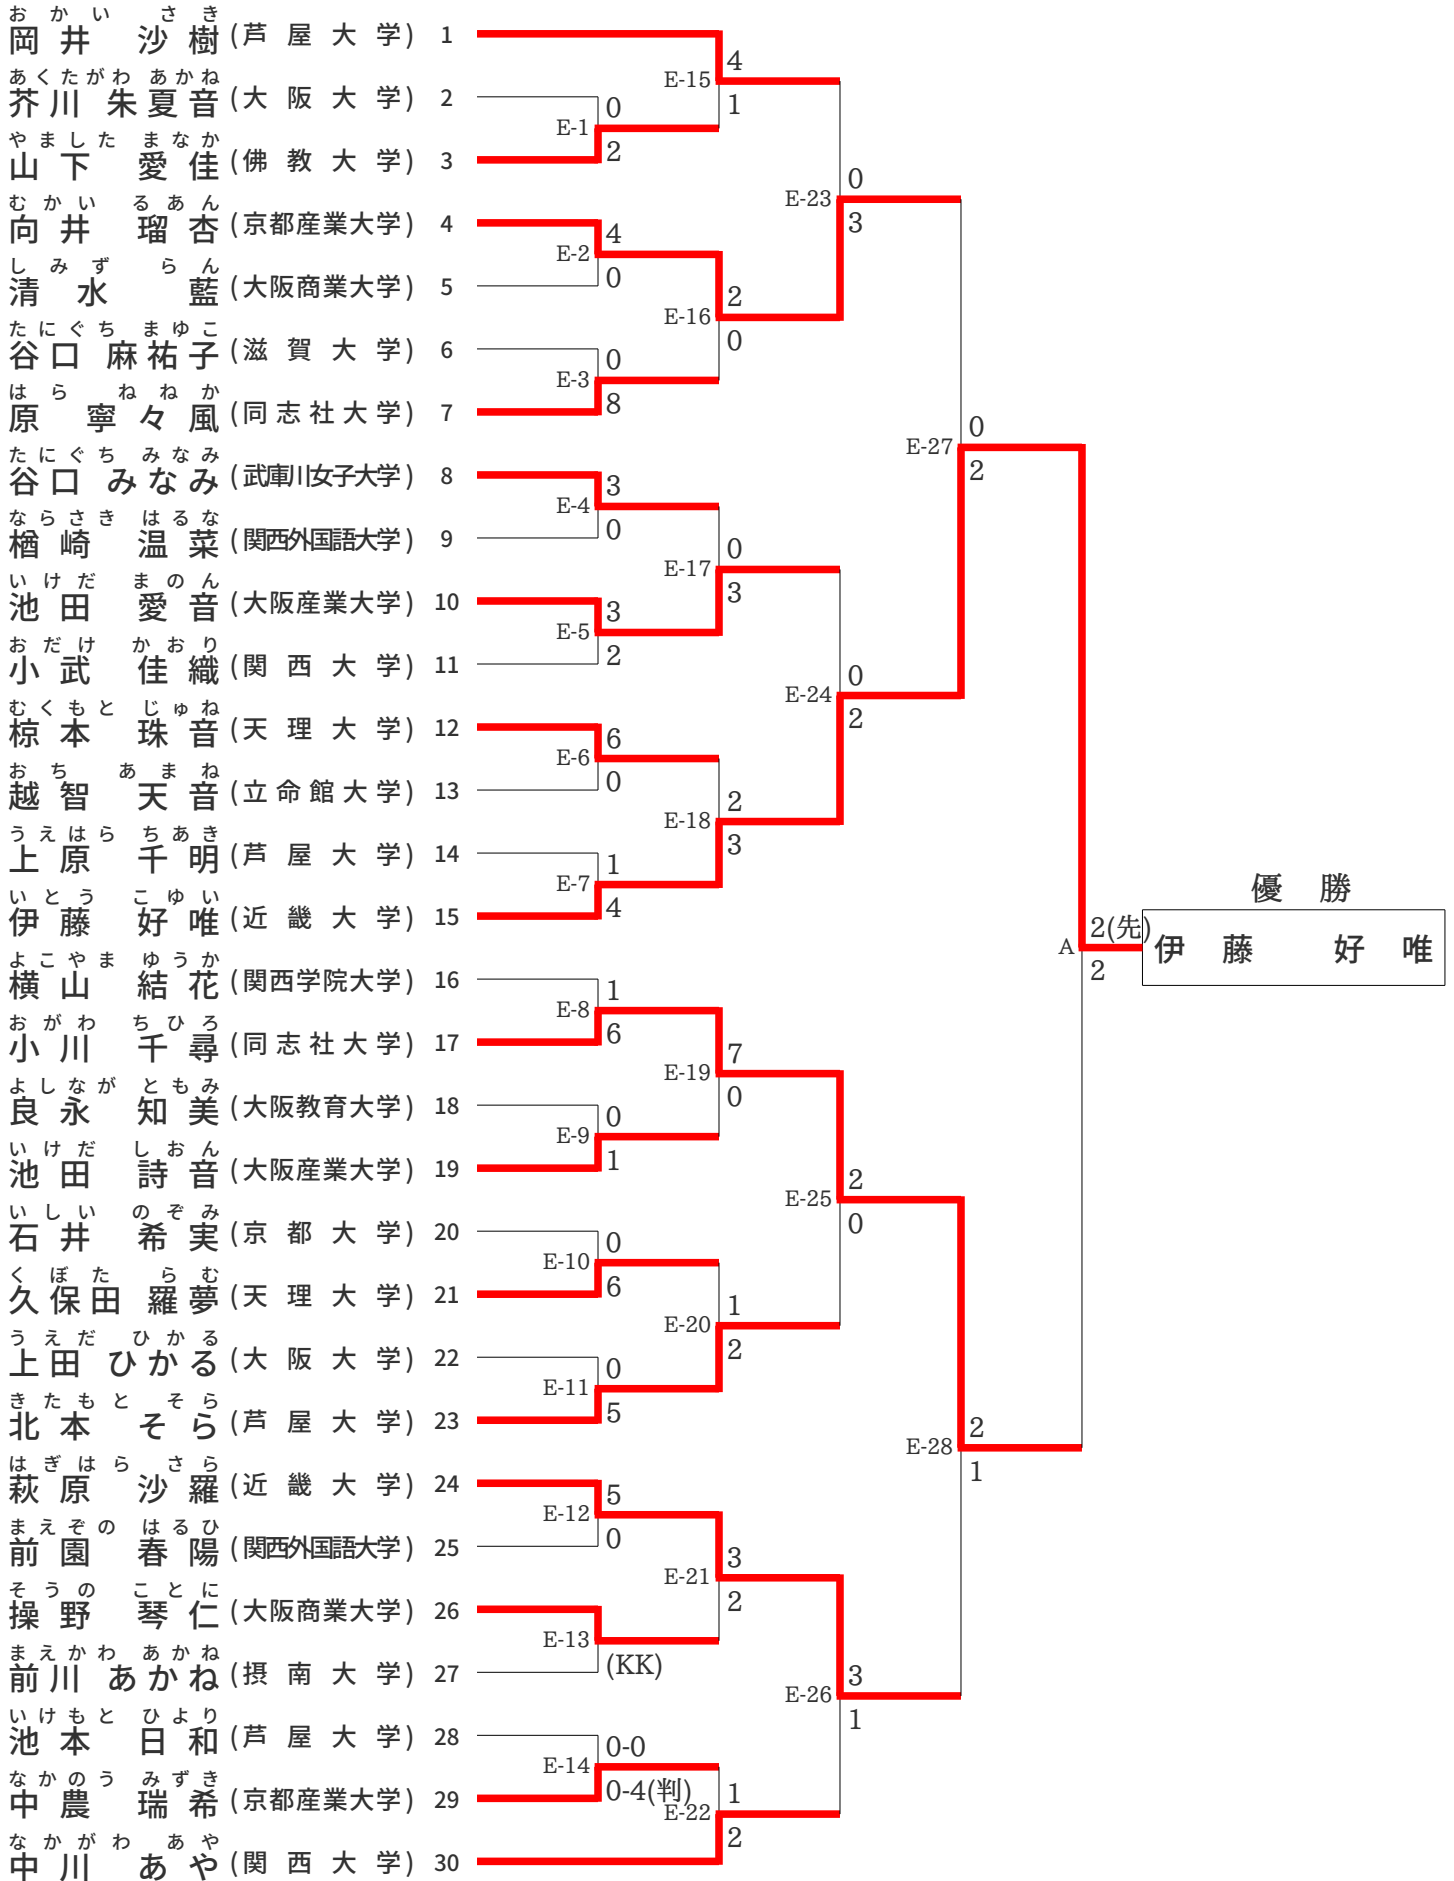 おかい さき
岡井 沙樹 (芦屋大学) 1
あくたがわ あかね
芥川 朱夏音 (大阪大学) 2
やました まなか
山下 愛佳 (佛教大学) 3
むかい るあん
向井 瑠杏 (京都産業大学) 4
しみず らん
清水 藍 (大阪商業大学) 5
たにぐち まゆこ
谷口 麻祐子 (滋賀大学) 6
はら ねねか
原 寧々風 (同志社大学) 7
たにぐち みなみ
谷口 みなみ (武庫川女子大学) 8
ならさき はるな
楢崎 温菜 (関西外国語大学) 9
いけだ まのん
池田 愛音 (大阪産業大学) 10
おだけ かおり
小武 佳織 (関西大学) 11
むくもと じゅね
椋本 珠音 (天理大学) 12
おち あまね
越智 天音 (立命館大学) 13
うえはら ちあき
上原 千明 (芦屋大学) 14
いとう こゆい
伊藤 好唯 (近畿大学) 15
よこやま ゆうか
横山 結花 (関西学院大学) 16
おがわ ちひろ
小川 千尋 (同志社大学) 17
よしなが ともみ
良永 知美 (大阪教育大学) 18
いけだ しおん
池田 詩音 (大阪産業大学) 19
いしい のぞみ
石井 希実 (京都大学) 20
くぼた らむ
久保田 羅夢 (天理大学) 21
うえだ ひかる
上田 ひかる (大阪大学) 22
きたもと そら
北本 そら (芦屋大学) 23
はぎはら さら
萩原 沙羅 (近畿大学) 24
まえぞの はるひ
前園 春陽 (関西外国語大学) 25
そうの ことに
操野 琴仁 (大阪商業大学) 26
まえかわ あかね
前川 あかね (摂南大学) 27
いけもと ひより
池本 日和 (芦屋大学) 28
なかのう みずき
中農 瑞希 (京都産業大学) 29
なかがわ あや
中川 あや (関西大学) 30
E-1 0 2
E-2 4 0
E-3 0 8
E-4 3 0
E-5 3 2
E-6 6 0
E-7 1 4
E-8 1 6
E-9 0 1
E-10 0 6
E-11 0 5
E-12 5 0
E-13 (KK)
E-14 0-0 0-4(判)
E-15 4 1
E-16 2 0
E-17 0 3
E-18 2 3
E-19 7 0
E-20 1 2
E-21 3 2
E-22 1 2
E-23 0 3
E-24 0 2
E-25 2 0
E-26 3 1
E-27 0 2
E-28 2 1
A 2(先) 2
優勝
伊藤 好唯